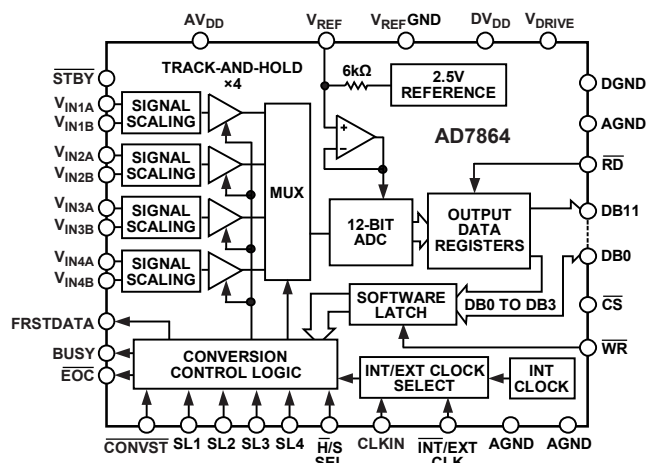 AVDD VREF VREFGND DVDD VDRIVE
STBY
TRACK-AND-HOLD
×4
6kΩ
2.5V
REFERENCE
DGND
VIN1A
VIN1B
SIGNAL
SCALING
AD7864
AGND
VIN2A
VIN2B
SIGNAL
SCALING
RD
MUX
VIN3A
VIN3B
SIGNAL
SCALING
12-BIT
ADC
OUTPUT
DATA
REGISTERS
DB11
VIN4A
VIN4B
SIGNAL
SCALING
DB0
SOFTWARE
LATCH
DB0 TO DB3
CS
FRSTDATA
BUSY
EOC
CONVERSION
CONTROL LOGIC
INT/EXT CLOCK
SELECT
INT
CLOCK
WR
CONVST SL1 SL2 SL3 SL4 H/S
SEL
CLKIN INT/EXT
CLK
AGND AGND